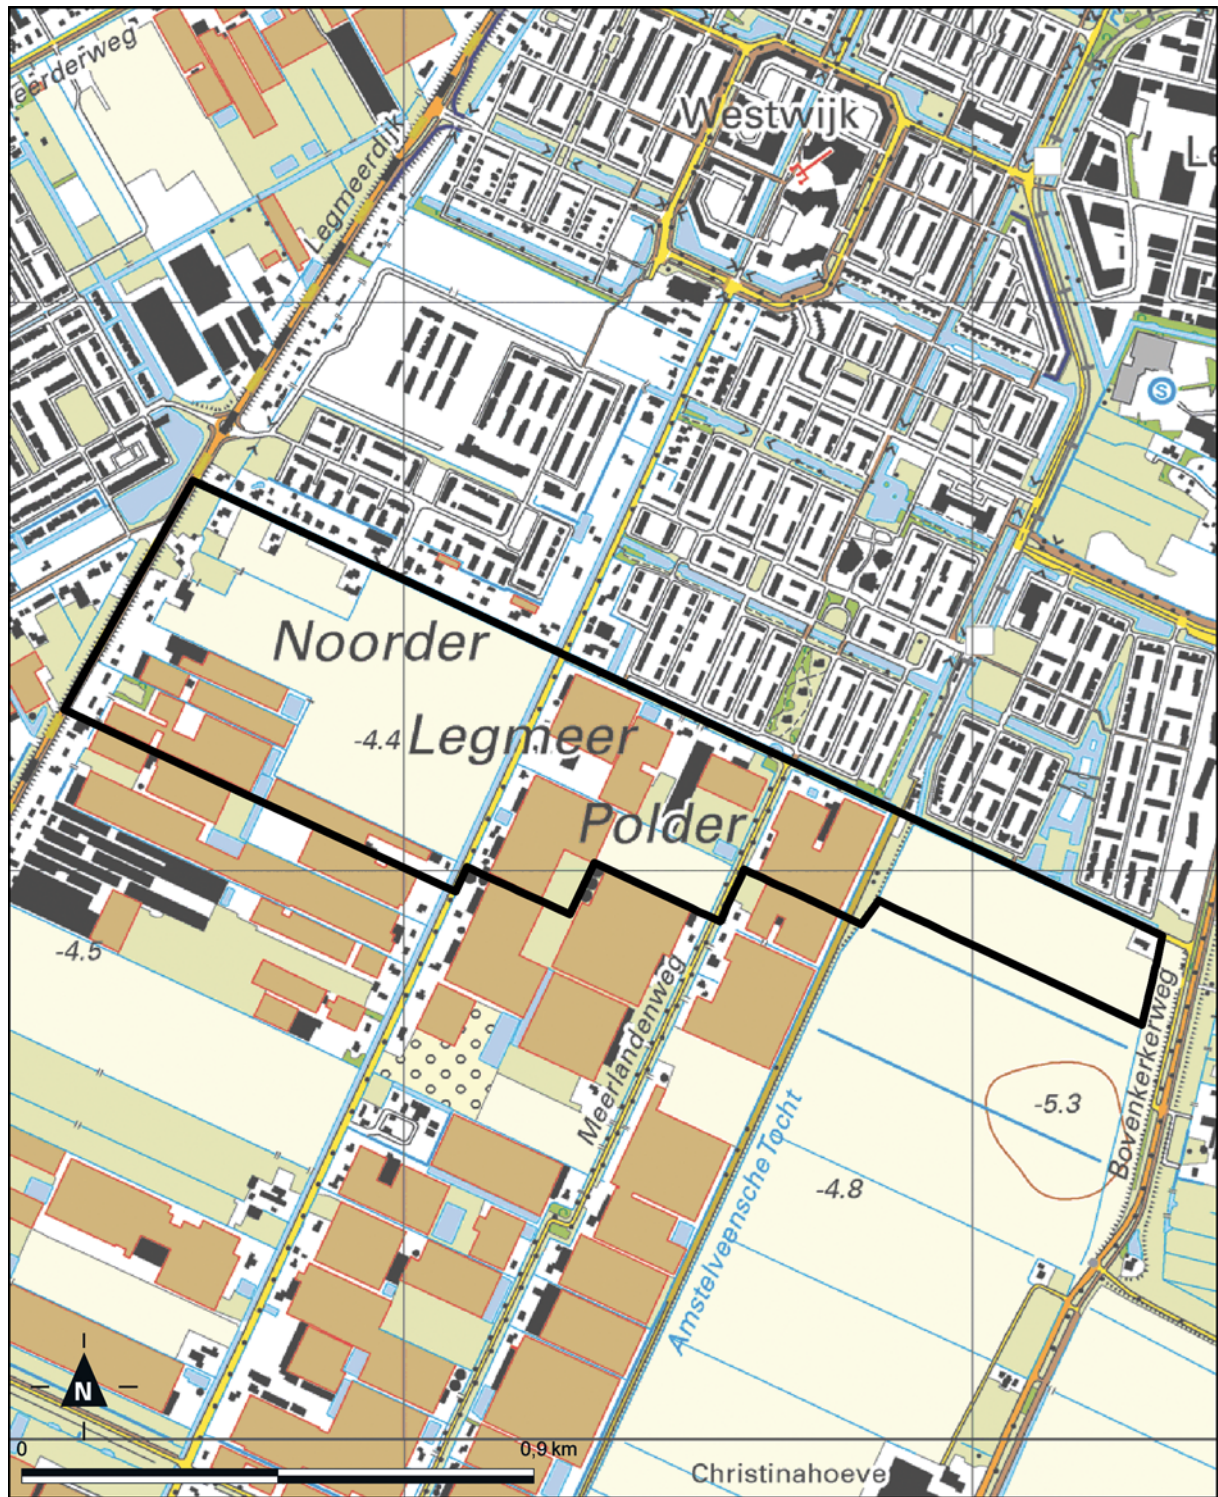 eerderweg
Legmeerdijk
Westwijk
Le
S
Noorder
-4.4
Legmeer
Polder
-4.5
Meerlandenweg
Bovenkerkerweg
-5.3
-4.8
Amstelveensche Tocht
N
0
0,9 km
Christinahoeve